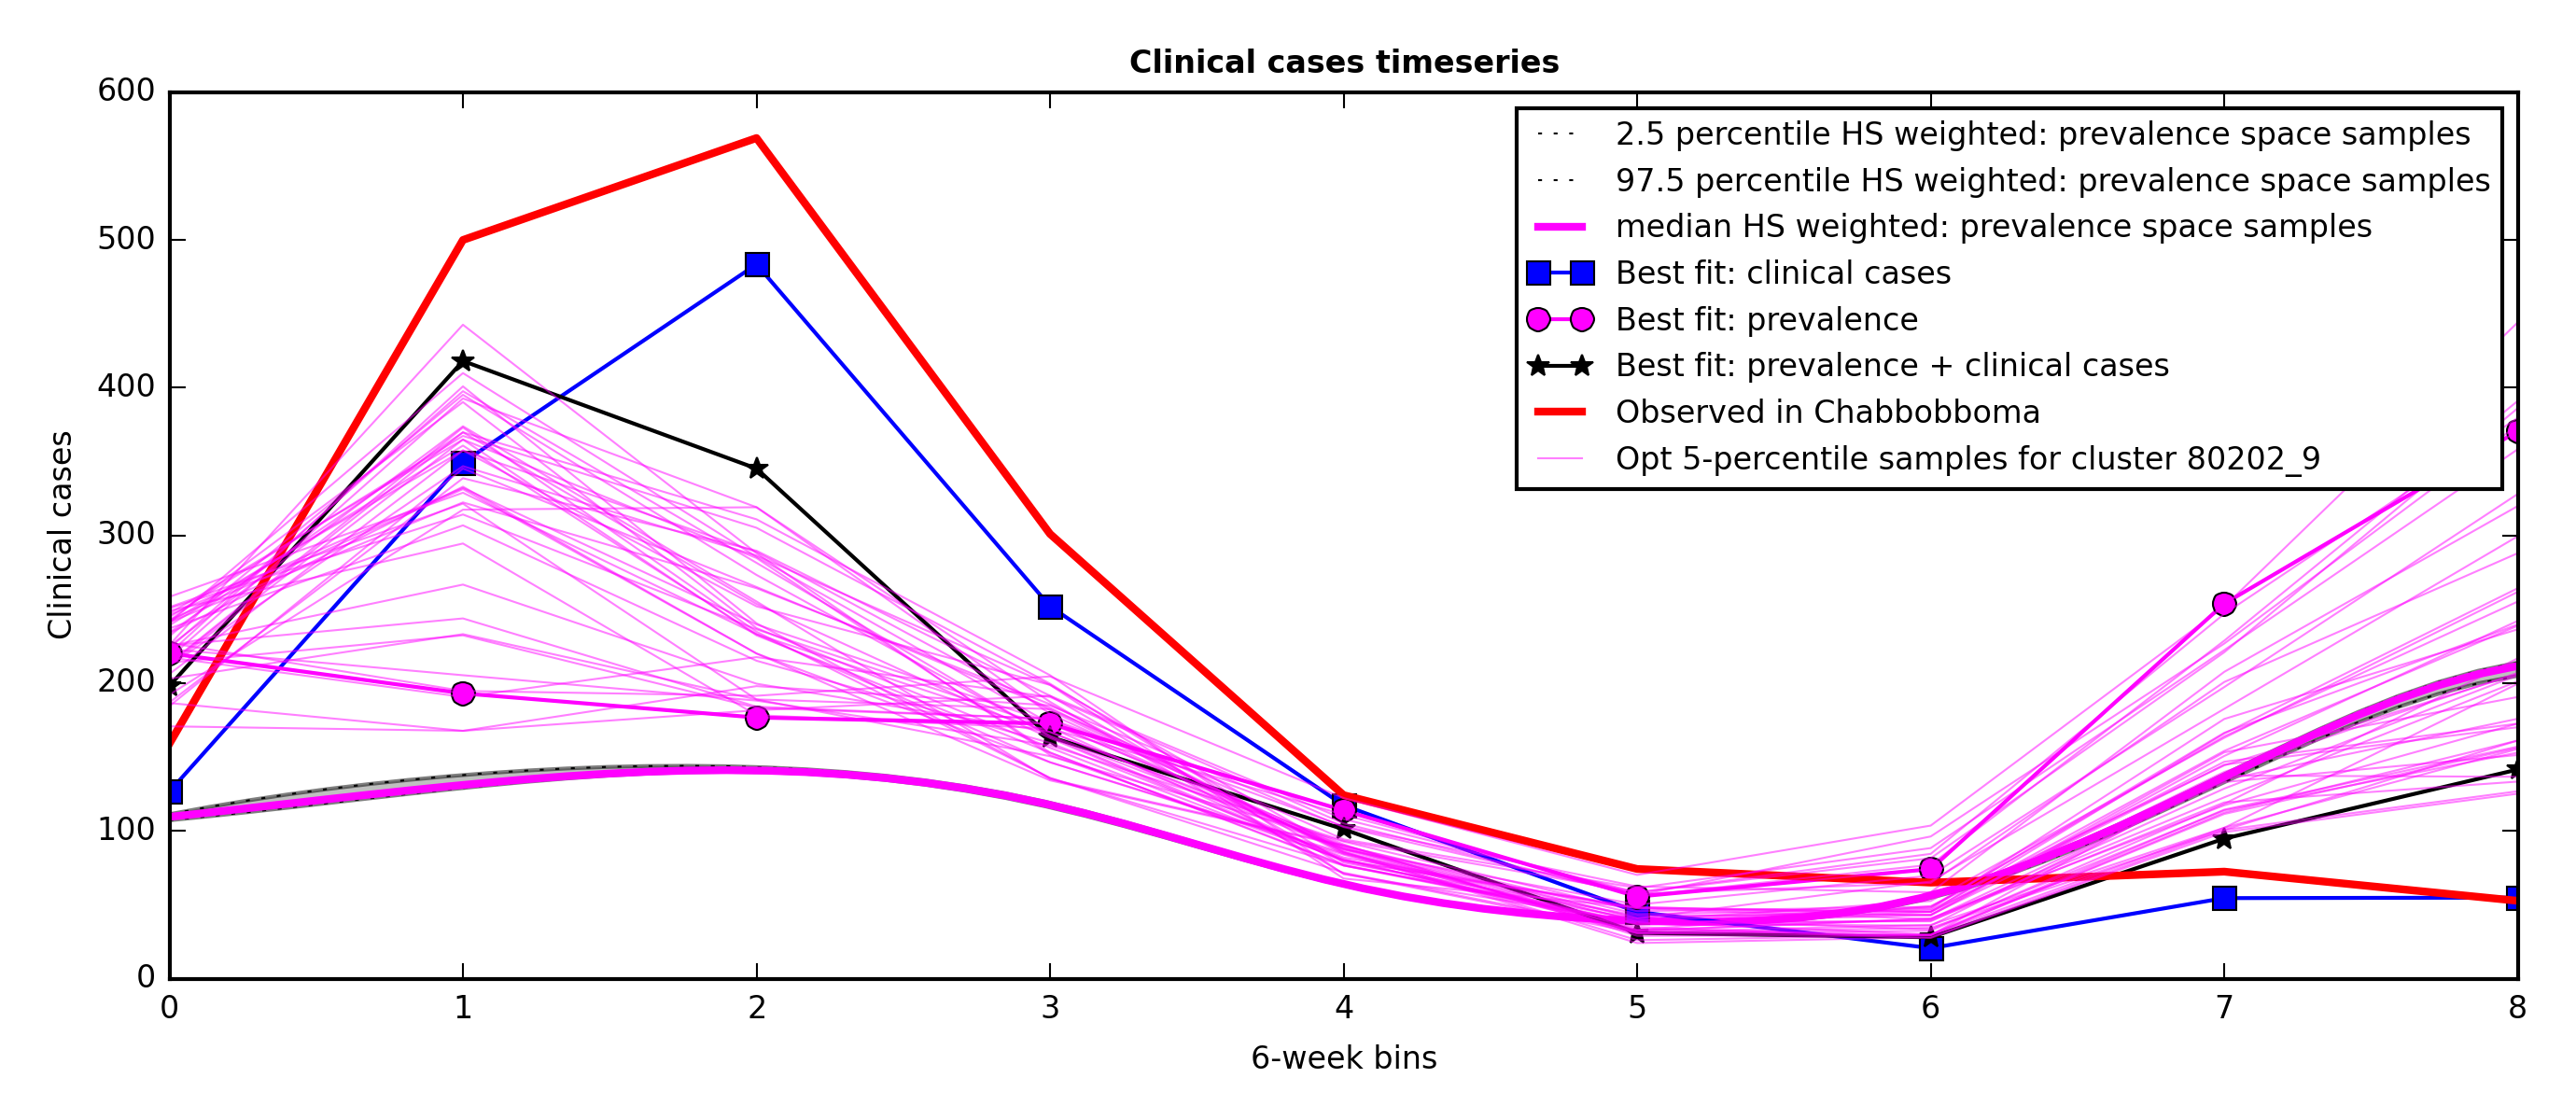 Clinical cases timeseries
600
500
400
300
200
100
0
Clinical cases
2.5 percentile HS weighted: prevalence space samples
97.5 percentile HS weighted: prevalence space samples
median HS weighted: prevalence space samples
Best fit: clinical cases
Best fit: prevalence
Best fit: prevalence + clinical cases
Observed in Chabbobboma
Opt 5-percentile samples for cluster 80202_9
0 1 2 3 4 5 6 7 8
6-week bins